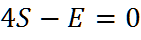 4S − E = 0